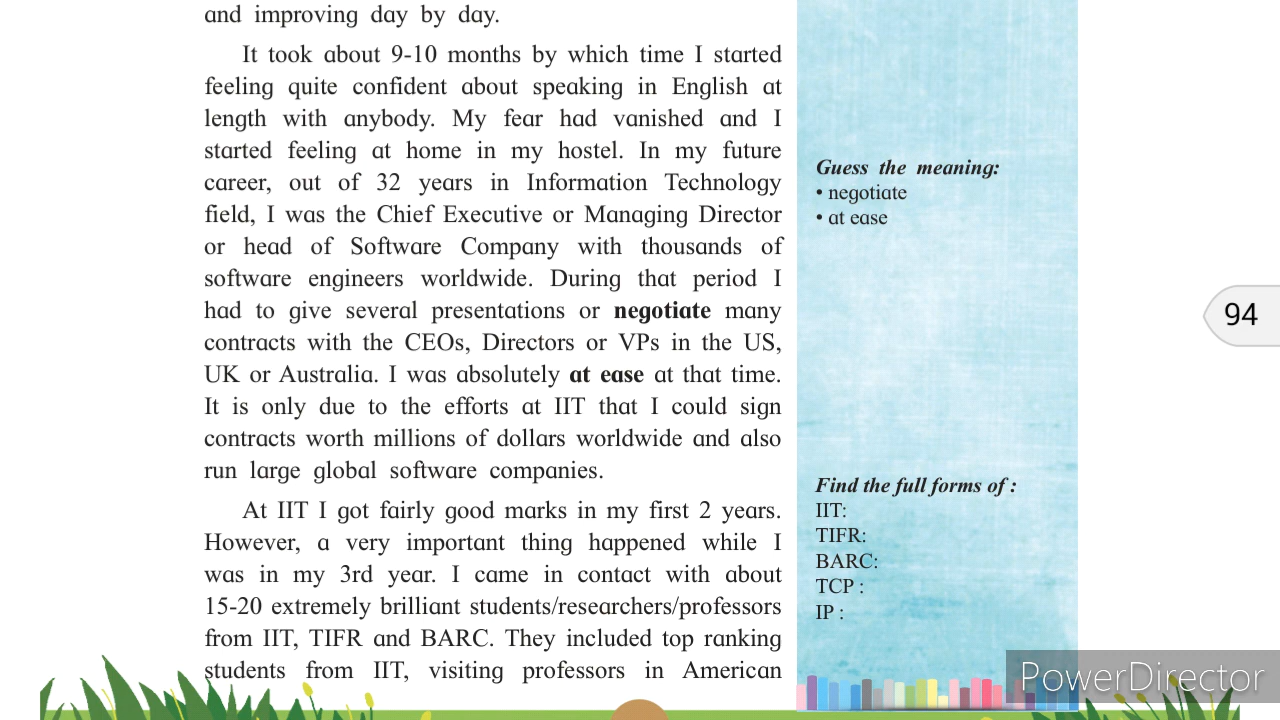 and improving day by day.
It took about 9-10 months by which time I started
feeling quite confident about speaking in English at
length with anybody. My fear had vanished and I
started feeling at home in my hostel. In my future
career, out of 32 years in Information Technology
field, I was the Chief Executive or Managing Director
or head of Software Company with thousands of
software engineers worldwide. During that period I
had to give several presentations or negotiate many
contracts with the CEOs, Directors or VPs in the US,
UK or Australia. I was absolutely at ease at that time.
It is only due to the efforts at IIT that I could sign
contracts worth millions of dollars worldwide and also
run large global software companies.
At IIT I got fairly good marks in my first 2 years.
However, a very important thing happened while I
was in my 3rd year. I came in contact with about
15-20 extremely brilliant students/researchers/professors
from IIT, TIFR and BARC. They included top ranking
students from IIT, visiting professors in American
Guess the meaning:
• negotiate
• at ease
Find the full forms of :
IIT:
TIFR:
BARC:
TCP :
IP :
94
PowerDirector